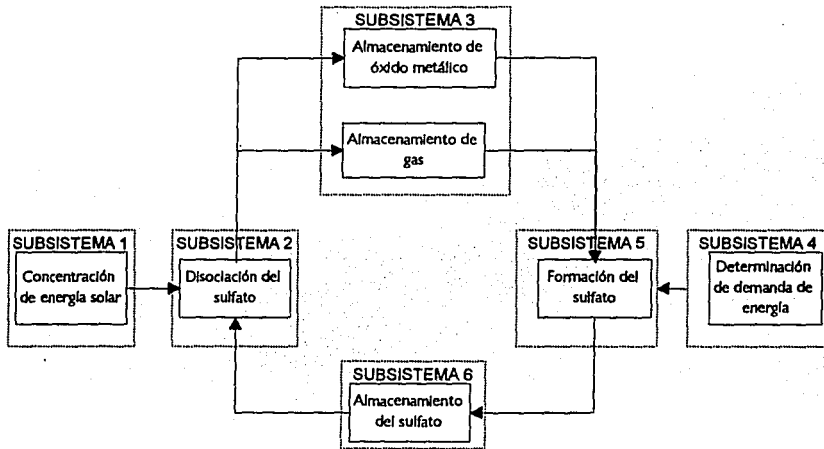 SUBSISTEMA 3
Almacenamiento de
óxido metálico
Almacenamiento de
gas
SUBSISTEMA 1
Concentración
de energía solar
SUBSISTEMA 2
Disociación del
sulfato
SUBSISTEMA 5
Formación del
sulfato
SUBSISTEMA 4
Determinación
de demanda de
energía
SUBSISTEMA 6
Almacenamiento
del sulfato